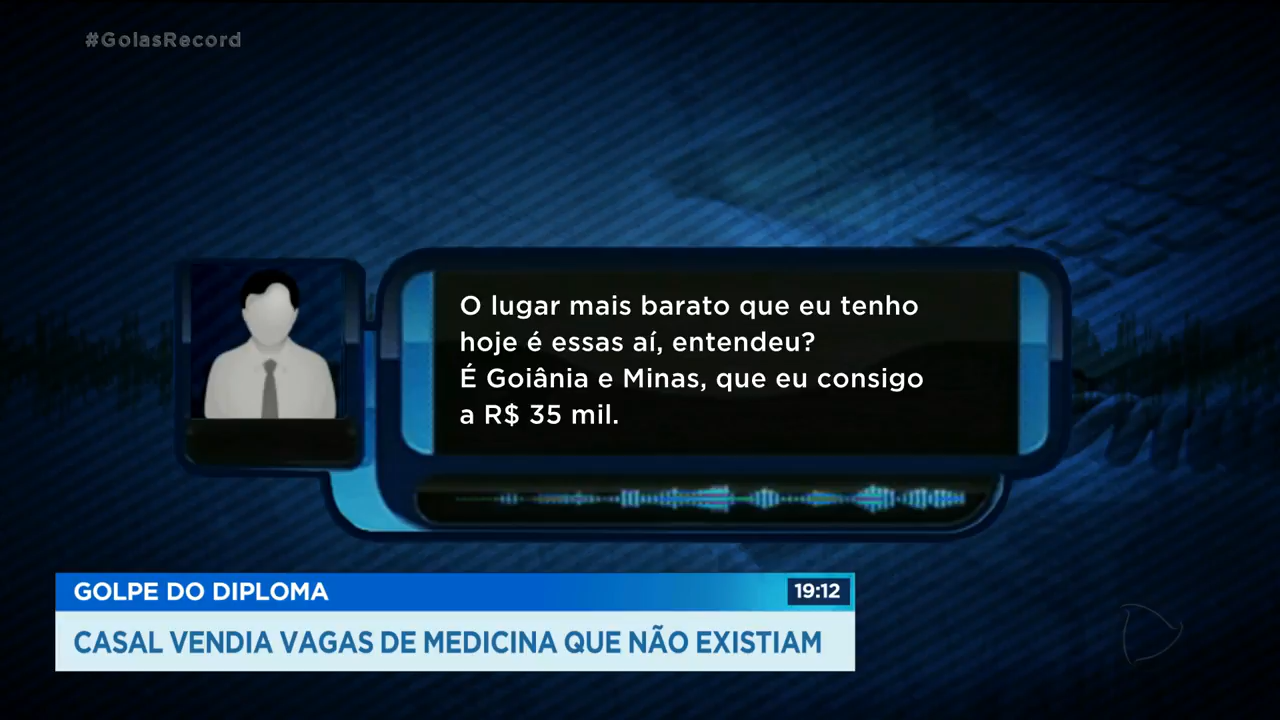 #GoiasRecord
O lugar mais barato que eu tenho
hoje é essas aí, entendeu?
É Goiânia e Minas, que eu consigo
a R$ 35 mil.
GOLPE DO DIPLOMA
19:12
CASAL VENDIA VAGAS DE MEDICINA QUE NÃO EXISTIAM